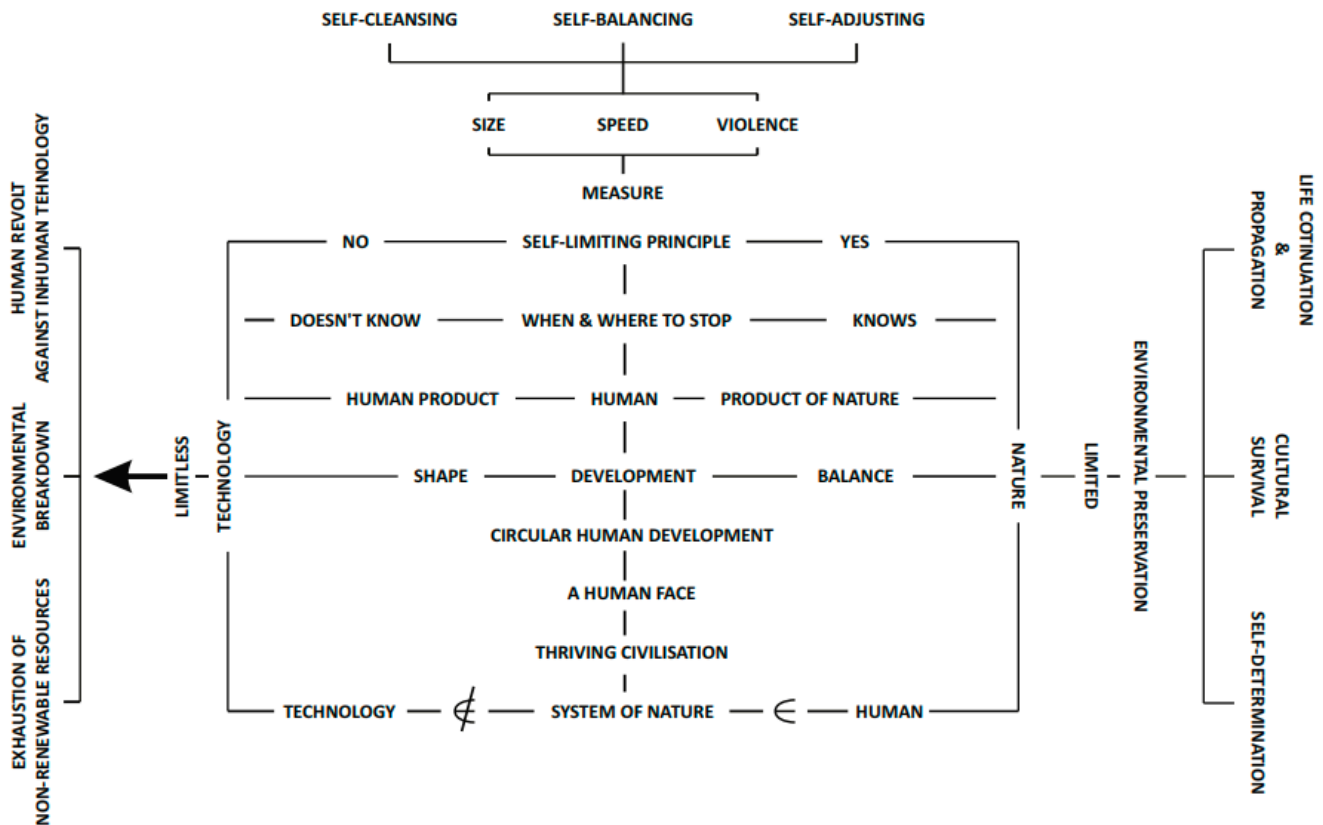 SELF-CLEANSING SELF-BALANCING SELF-ADJUSTING
SIZE SPEED VIOLENCE
MEASURE
NO SELF-LIMITING PRINCIPLE YES
DOESN'T KNOW WHEN & WHERE TO STOP KNOWS
HUMAN PRODUCT HUMAN PRODUCT OF NATURE
SHAPE DEVELOPMENT BALANCE
CIRCULAR HUMAN DEVELOPMENT
A HUMAN FACE
THRIVING CIVILISATION
TECHNOLOGY ∉ SYSTEM OF NATURE ∈ HUMAN
HUMAN REVOLT
AGAINST INHUMAN TEHNOLOGY
ENVIRONMENTAL
BREAKDOWN
EXHAUSTION OF
NON-RENEWABLE RESOURCES
LIMITLESS
TECHNOLOGY
NATURE
LIMITED
ENVIRONMENTAL PRESERVATION
LIFE COTINUATION
&
PROPAGATION
CULTURAL
SURVIVAL
SELF-DETERMINATION